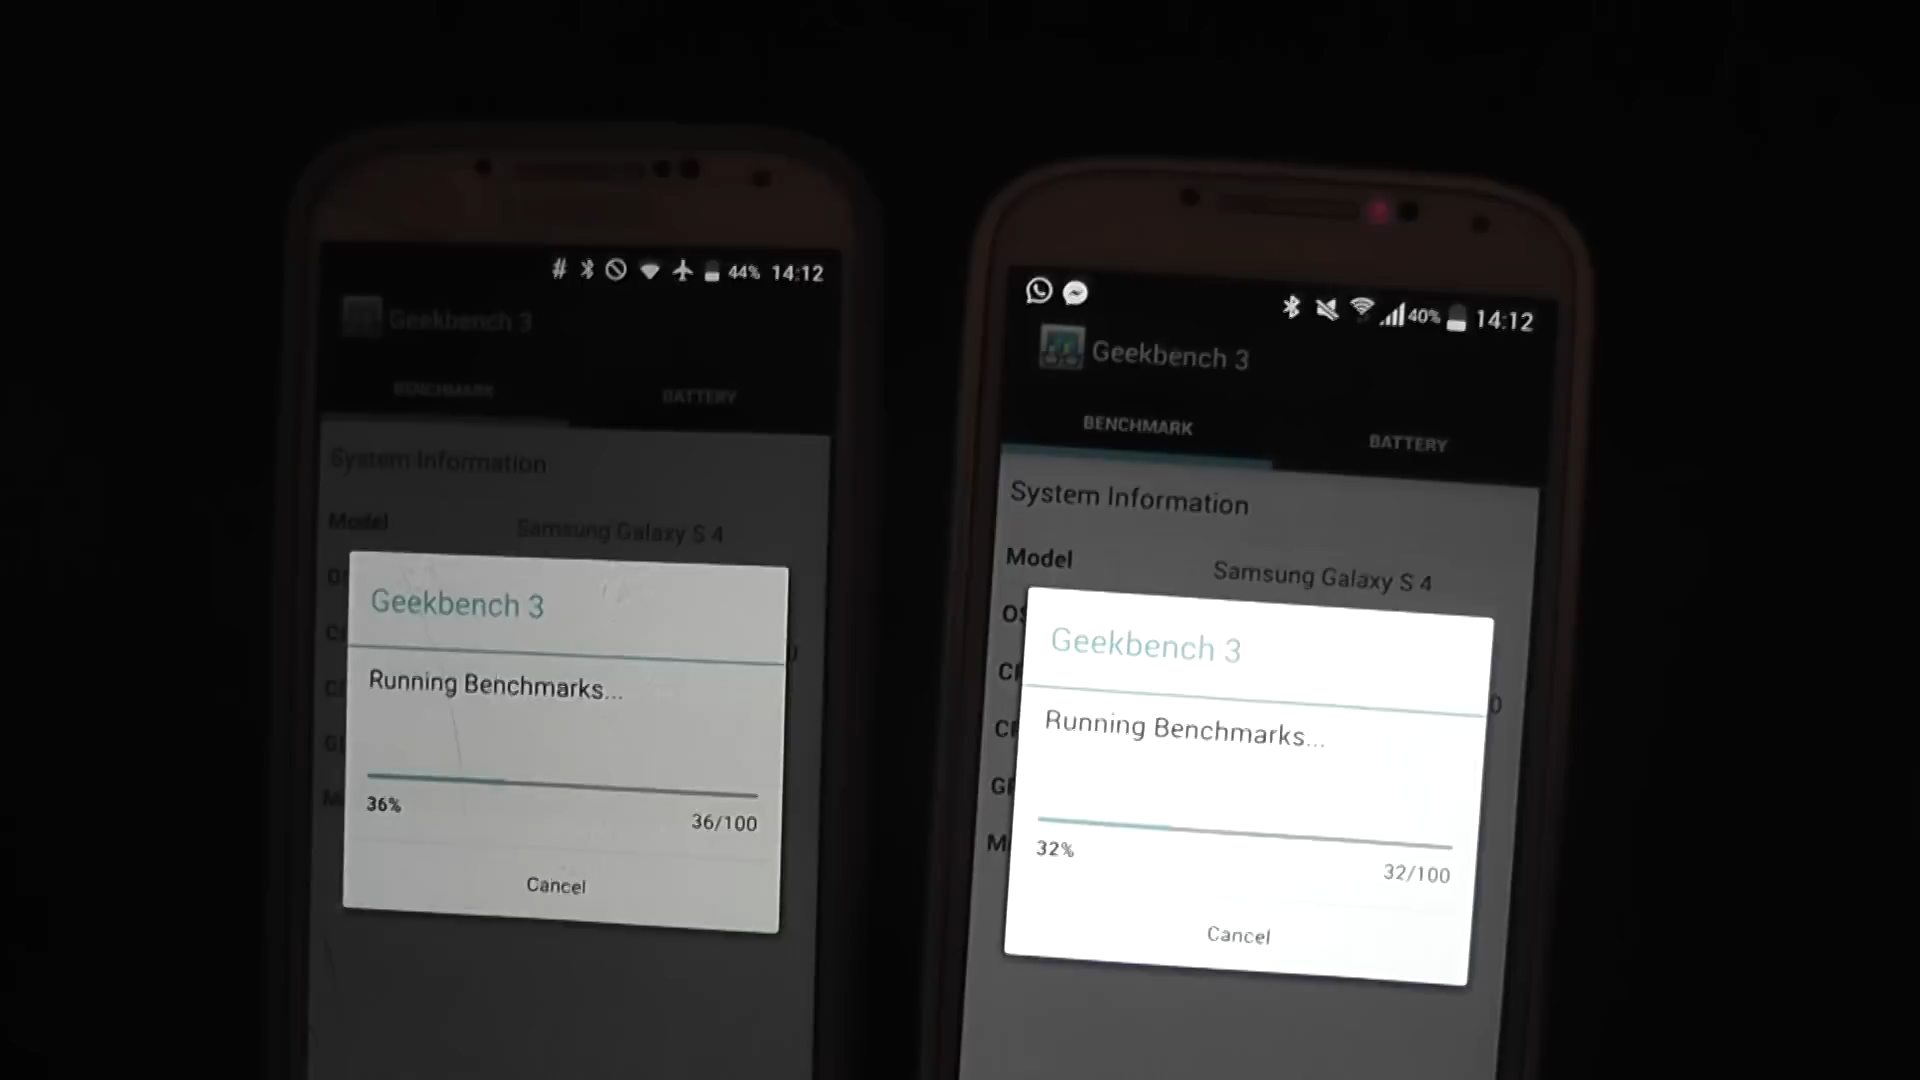 # 44% 14:12
Geekbench 3
BENCHMARK BATTERY
System Information
Model Samsung Galaxy S 4
Geekbench 3
Running Benchmarks...
36% 36/100
Cancel
40% 14:12
Geekbench 3
BENCHMARK BATTERY
System Information
Model Samsung Galaxy S 4
Geekbench 3
Running Benchmarks...
32% 32/100
Cancel